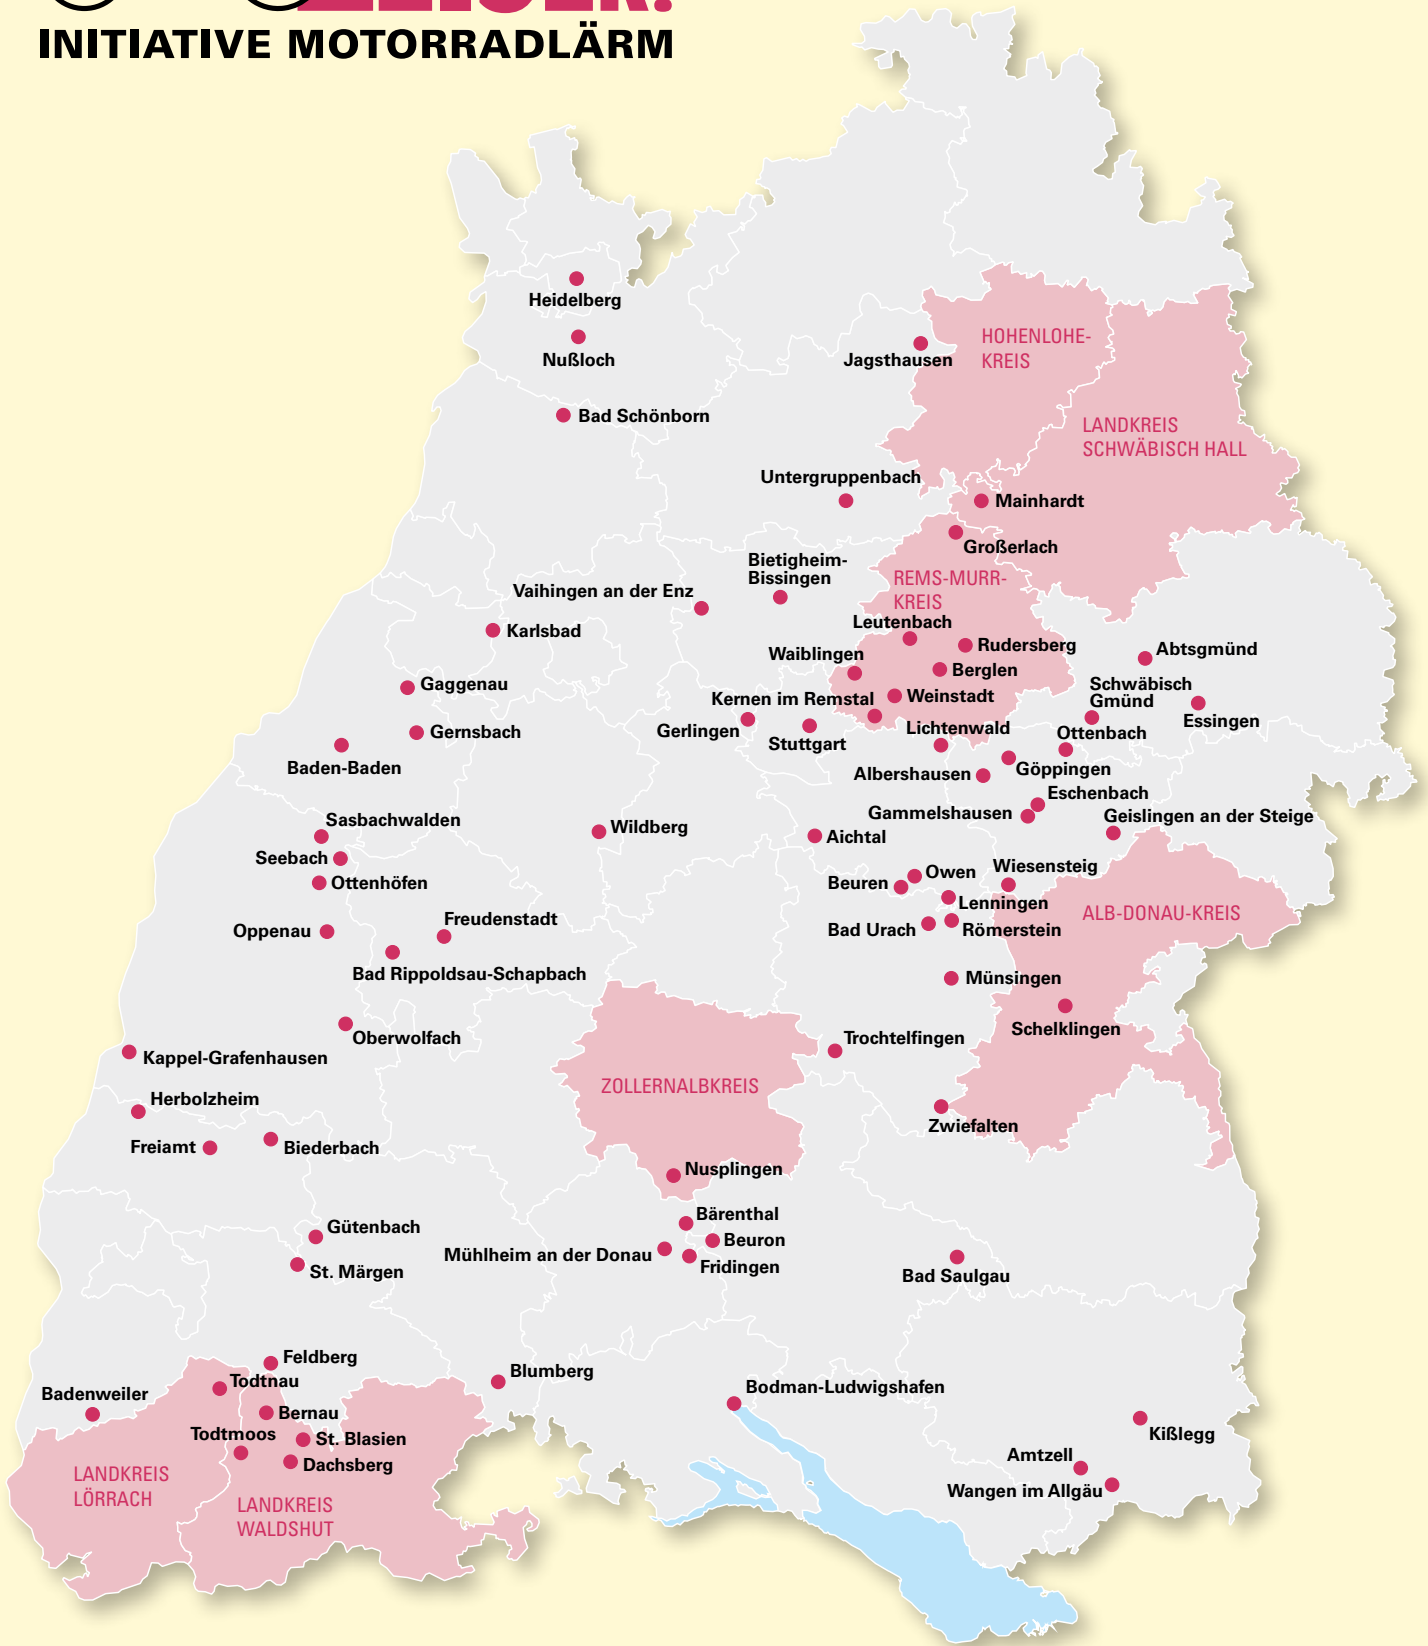 INITIATIVE MOTORRADLÄRM
Heidelberg
Nußloch
HOHENLOHE-
KREIS
Jagsthausen
Bad Schönborn
LANDKREIS
SCHWÄBISCH HALL
Untergruppenbach
Mainhardt
Großerlach
Bietigheim-
Bissingen
REMS-MURR-
KREIS
Vaihingen an der Enz
Leutenbach
Karlsbad
Rudersberg
Abtsgmünd
Waiblingen
Berglen
Gaggenau
Schwäbisch
Gmünd
Weinstadt
Kernen im Remstal
Essingen
Gerlingen
Gernsbach
Lichtenwald
Ottenbach
Stuttgart
Baden-Baden
Göppingen
Albershausen
Eschenbach
Gammelshausen
Geislingen an der Steige
Sasbachwalden
Wildberg
Aichtal
Seebach
Wiesensteig
Owen
Beuren
Ottenhöfen
Lenningen
ALB-DONAU-KREIS
Freudenstadt
Oppenau
Bad Urach
Römerstein
Bad Rippoldsau-Schapbach
Münsingen
Schelklingen
Oberwolfach
Trochtelfingen
Kappel-Grafenhausen
ZOLLERNALBKREIS
Herbolzheim
Zwiefalten
Freiamt
Biederbach
Nusplingen
Bärenthal
Gütenbach
Beuron
Mühlheim an der Donau
Fridingen
St. Märgen
Bad Saulgau
Feldberg
Blumberg
Todtnau
Bodman-Ludwigshafen
Badenweiler
Bernau
Todtmoos
St. Blasien
Kißlegg
Dachsberg
Amtzell
LANDKREIS
LÖRRACH
Wangen im Allgäu
LANDKREIS
WALDSHUT